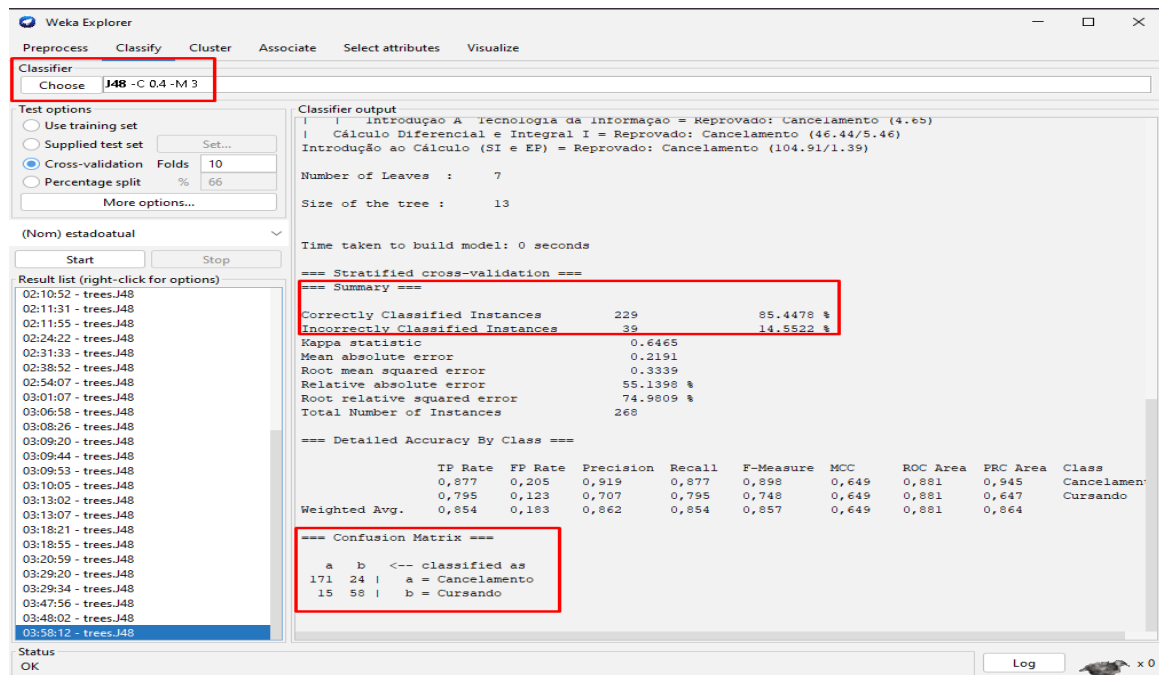 Weka Explorer
Preprocess Classify Cluster Associate Select attributes Visualize
Classifier
Choose J48 -C 0.4 -M 3
Test options
Use training set
Supplied test set Set...
Cross-validation Folds 10
Percentage split % 66
More options...
(Nom) estadoatual
Start Stop
Result list (right-click for options)
02:10:52 - trees.J48
02:11:31 - trees.J48
02:11:55 - trees.J48
02:24:22 - trees.J48
02:31:33 - trees.J48
02:38:52 - trees.J48
02:54:07 - trees.J48
03:01:07 - trees.J48
03:06:58 - trees.J48
03:08:26 - trees.J48
03:09:20 - trees.J48
03:09:44 - trees.J48
03:09:53 - trees.J48
03:10:05 - trees.J48
03:13:02 - trees.J48
03:13:07 - trees.J48
03:18:21 - trees.J48
03:18:55 - trees.J48
03:20:59 - trees.J48
03:29:20 - trees.J48
03:29:34 - trees.J48
03:47:56 - trees.J48
03:48:02 - trees.J48
03:58:12 - trees.J48
Classifier output
| | Introdução A Tecnologia da Informaçao = Reprovado: Cancelamento (4.65)
| Cálculo Diferencial e Integral I = Reprovado: Cancelamento (46.44/5.46)
Introdução ao Cálculo (SI e EP) = Reprovado: Cancelamento (104.91/1.39)
Number of Leaves : 7
Size of the tree : 13
Time taken to build model: 0 seconds
=== Stratified cross-validation ===
=== Summary ===
Correctly Classified Instances 229 85.4478 %
Incorrectly Classified Instances 39 14.5522 %
Kappa statistic 0.6465
Mean absolute error 0.2191
Root mean squared error 0.3339
Relative absolute error 55.1398 %
Root relative squared error 74.9809 %
Total Number of Instances 268
=== Detailed Accuracy By Class ===
TP Rate FP Rate Precision Recall F-Measure MCC ROC Area PRC Area Class
0,877 0,205 0,919 0,877 0,898 0,649 0,881 0,945 Cancelamen
0,795 0,123 0,707 0,795 0,748 0,649 0,881 0,647 Cursando
Weighted Avg. 0,854 0,183 0,862 0,854 0,857 0,649 0,881 0,864
=== Confusion Matrix ===
a b <-- classified as
171 24 | a = Cancelamento
15 58 | b = Cursando
Status
OK
Log x 0